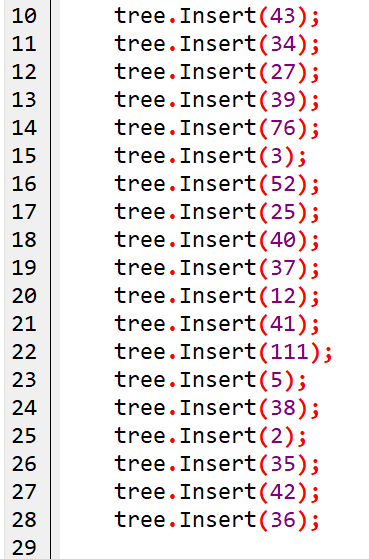 10 tree.Insert(43);
11 tree.Insert(34);
12 tree.Insert(27);
13 tree.Insert(39);
14 tree.Insert(76);
15 tree.Insert(3);
16 tree.Insert(52);
17 tree.Insert(25);
18 tree.Insert(40);
19 tree.Insert(37);
20 tree.Insert(12);
21 tree.Insert(41);
22 tree.Insert(111);
23 tree.Insert(5);
24 tree.Insert(38);
25 tree.Insert(2);
26 tree.Insert(35);
27 tree.Insert(42);
28 tree.Insert(36);
29